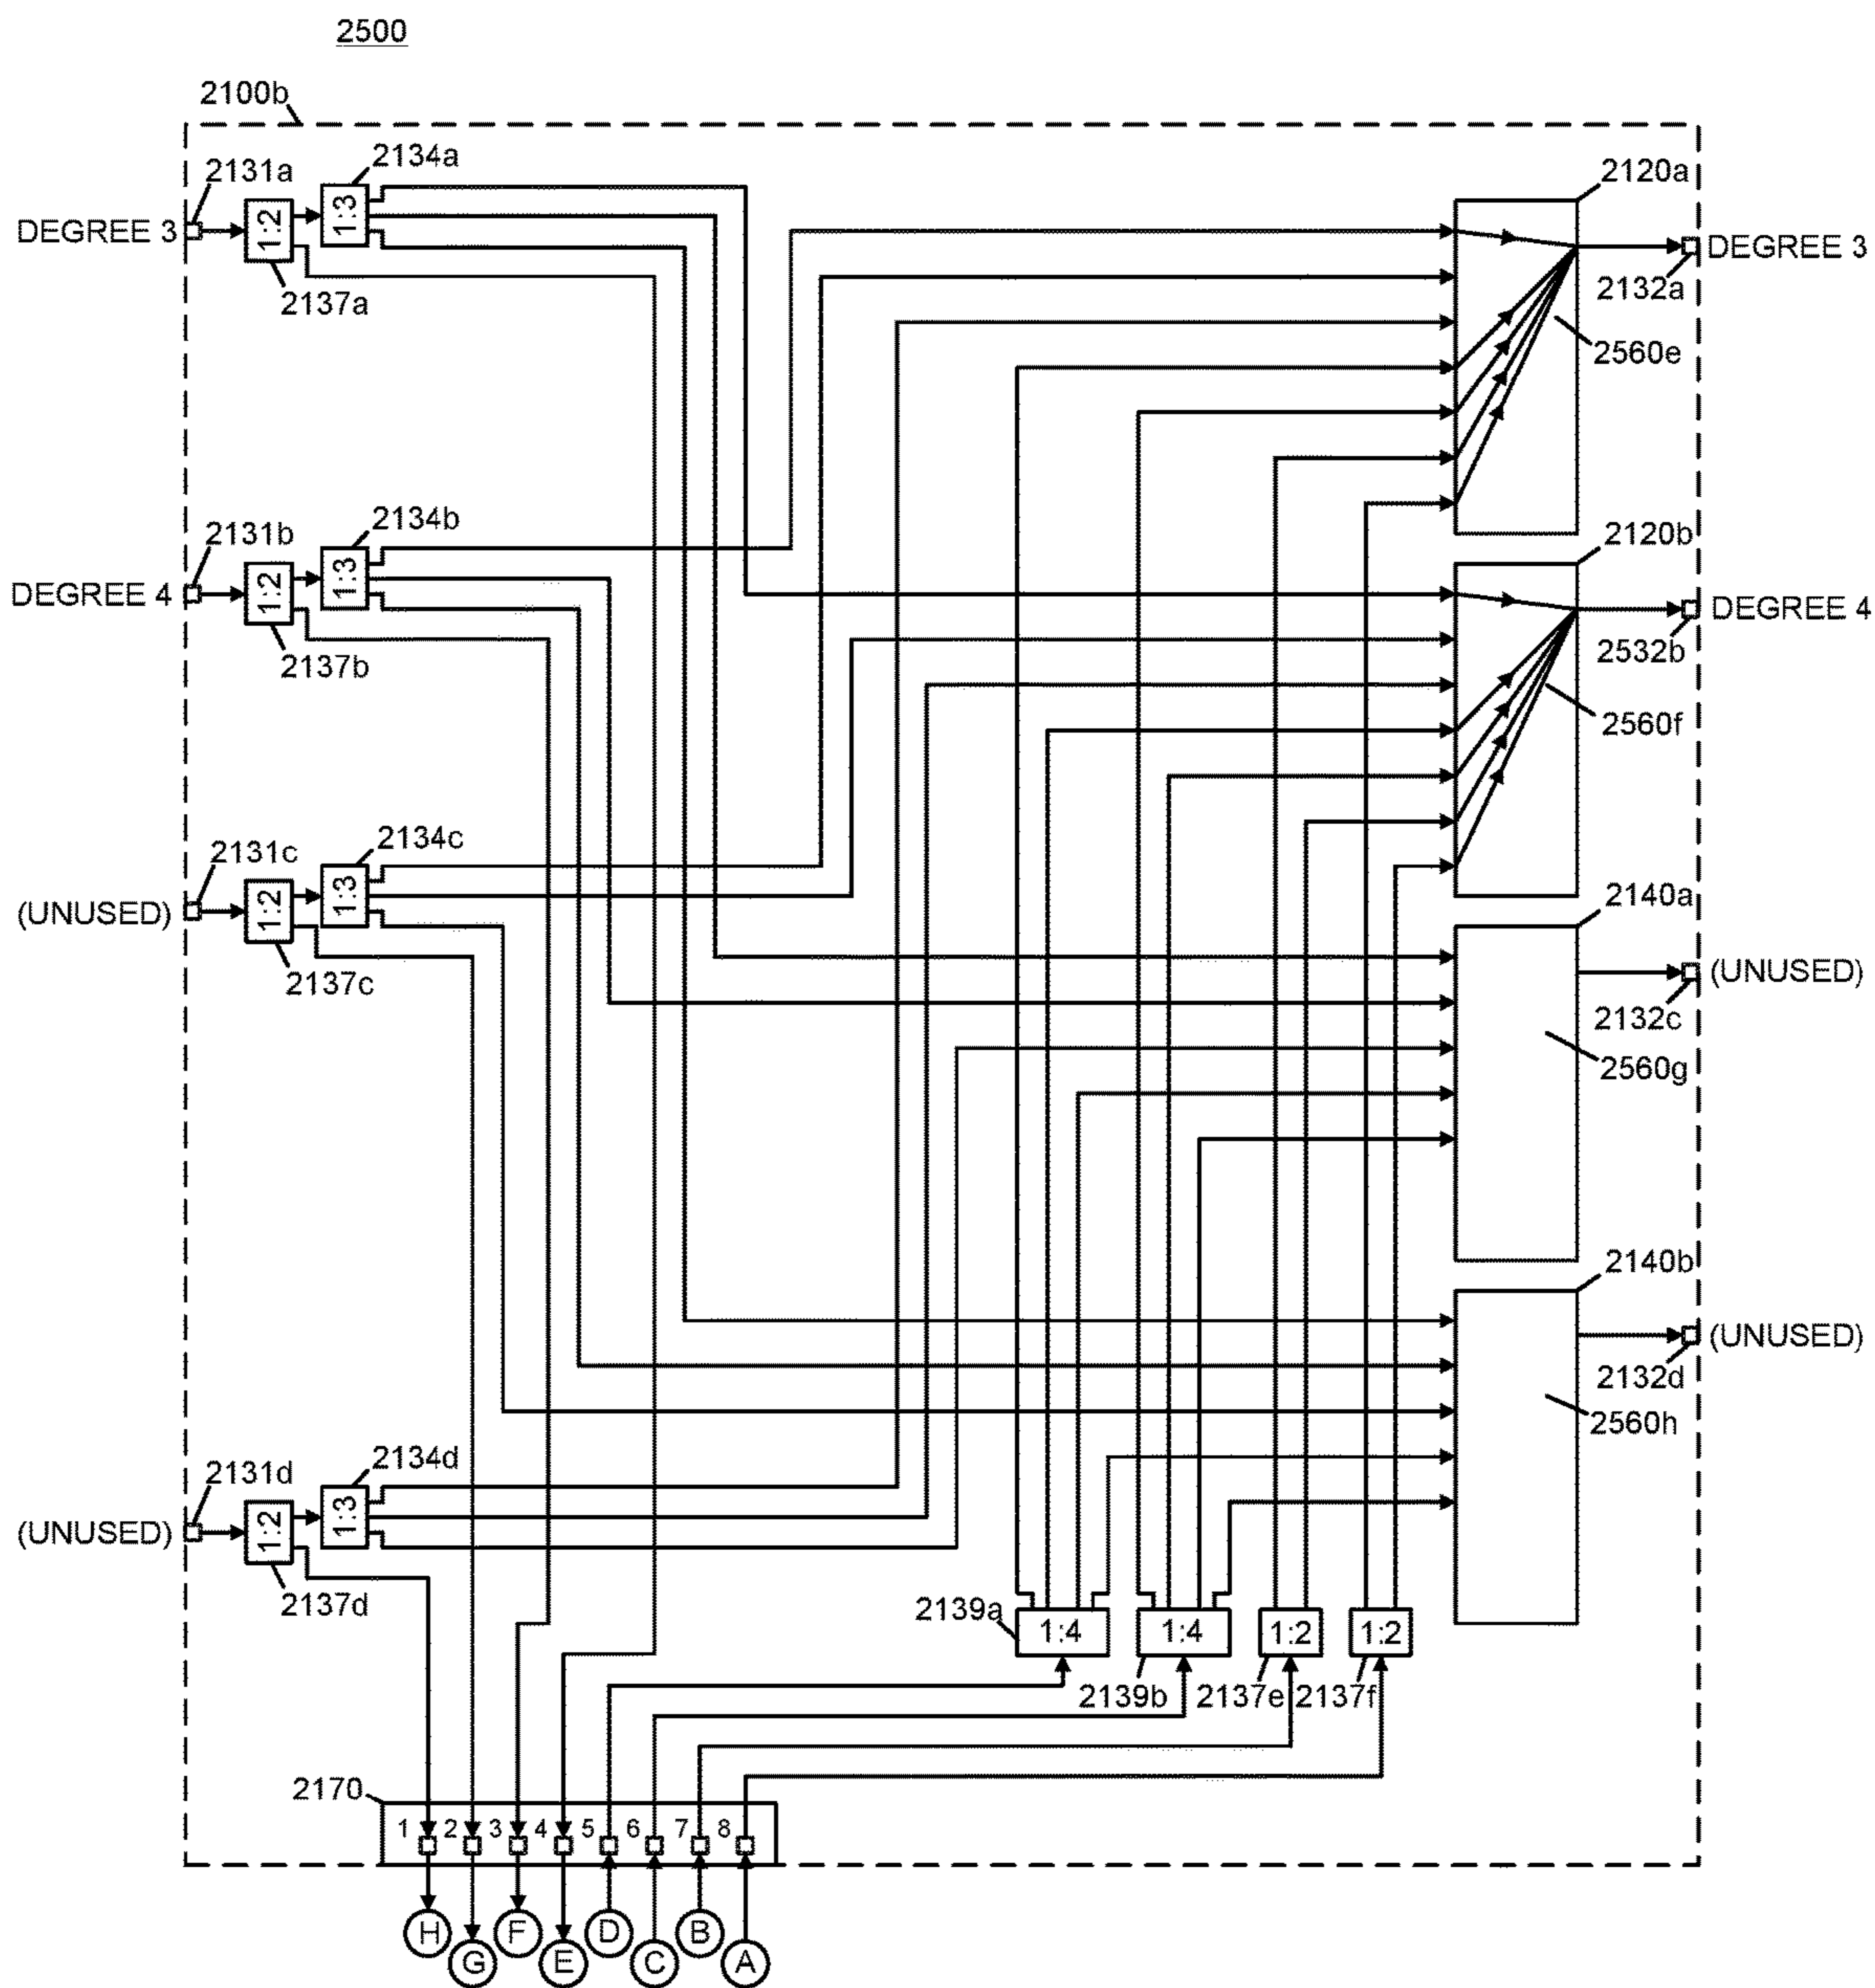 2500
2100b
2131a
2134a
2120a
DEGREE 3
1:2
1:3
DEGREE 3
2137a
2132a
2560e
2131b
2134b
2120b
DEGREE 4
1:2
1:3
DEGREE 4
2137b
2532b
2560f
2131c
2134c
2140a
(UNUSED)
1:2
1:3
(UNUSED)
2137c
2132c
2560g
2140b
(UNUSED)
2132d
2560h
2131d
2134d
(UNUSED)
1:2
1:3
2137d
2139a
1:4
1:4
1:2
1:2
2139b
2137e
2137f
2170
1 2 3 4 5 6 7 8
H F D B
G E C A